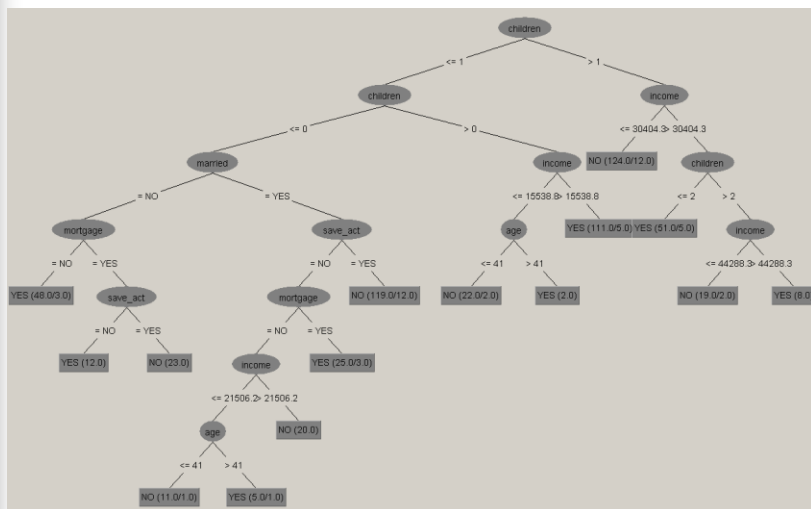 children
<= 1 > 1
children income
<= 0 > 0 <= 30404.3 > 30404.3
married income NO (124.0/12.0) children
= NO = YES <= 15538.8 > 15538.8 <= 2 > 2
mortgage save_act age YES (111.0/5.0) YES (51.0/5.0) income
= NO = YES = NO = YES <= 41 > 41 <= 44288.3 > 44288.3
YES (48.0/3.0) save_act mortgage NO (119.0/12.0) NO (22.0/2.0) YES (2.0) NO (19.0/2.0) YES (8.0
= NO = YES = NO = YES
YES (12.0) NO (23.0) income YES (25.0/3.0)
<= 21506.2 > 21506.2
age NO (20.0)
<= 41 > 41
NO (11.0/1.0) YES (5.0/1.0)